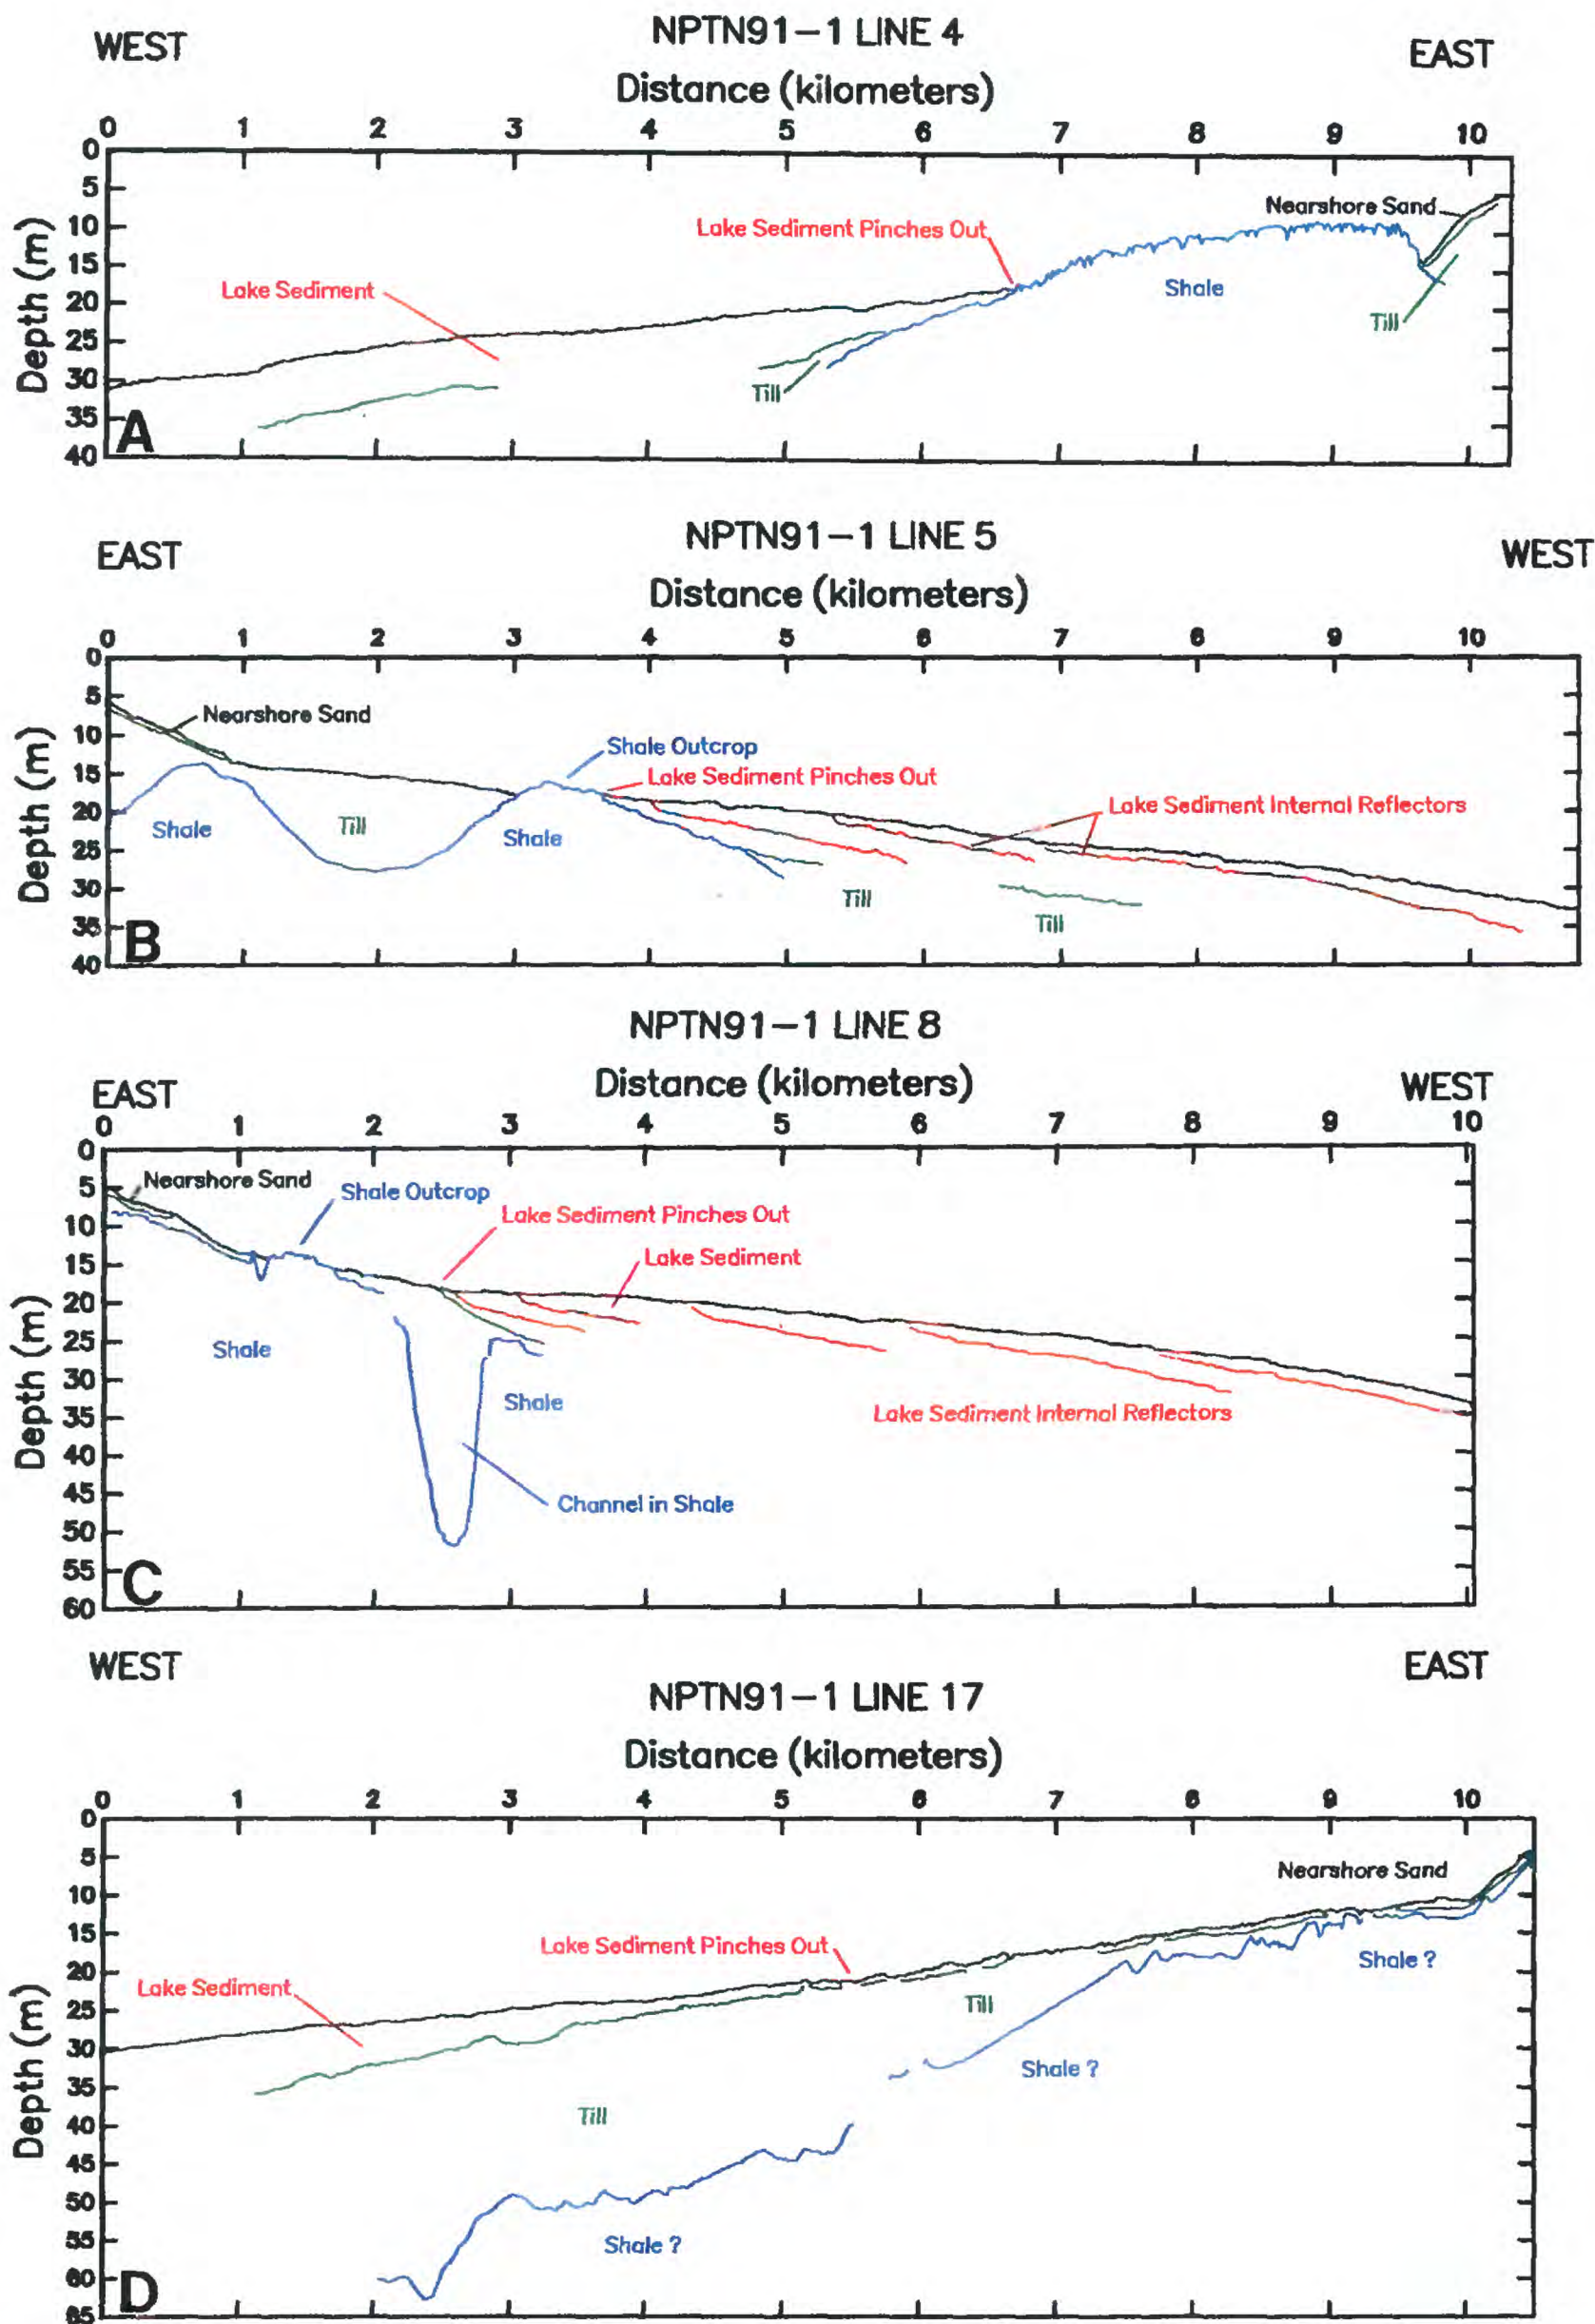 NPTN91-1 LINE 4
WEST
EAST
Distance (kilometers)
0 1 2 3 4 5 6 7 8 9 10
Depth (m)
0
5
10
15
20
25
30
35
40
Nearshore Sand
Lake Sediment Pinches Out
Lake Sediment
Shale
Till
Till
A
NPTN91-1 LINE 5
EAST
WEST
Distance (kilometers)
0 1 2 3 4 5 6 7 8 9 10
Depth (m)
0
5
10
15
20
25
30
35
40
Nearshore Sand
Shale Outcrop
Lake Sediment Pinches Out
Lake Sediment Internal Reflectors
Shale
Till
Shale
Till
Till
B
NPTN91-1 LINE 8
EAST
WEST
Distance (kilometers)
0 1 2 3 4 5 6 7 8 9 10
Depth (m)
0
5
10
15
20
25
30
35
40
45
50
55
60
Nearshore Sand
Shale Outcrop
Lake Sediment Pinches Out
Lake Sediment
Shale
Shale
Lake Sediment Internal Reflectors
Channel in Shale
C
WEST
EAST
NPTN91-1 LINE 17
Distance (kilometers)
0 1 2 3 4 5 6 7 8 9 10
Depth (m)
0
5
10
15
20
25
30
35
40
45
50
55
60
65
Nearshore Sand
Lake Sediment Pinches Out
Shale ?
Lake Sediment
Till
Shale ?
Till
Shale ?
D